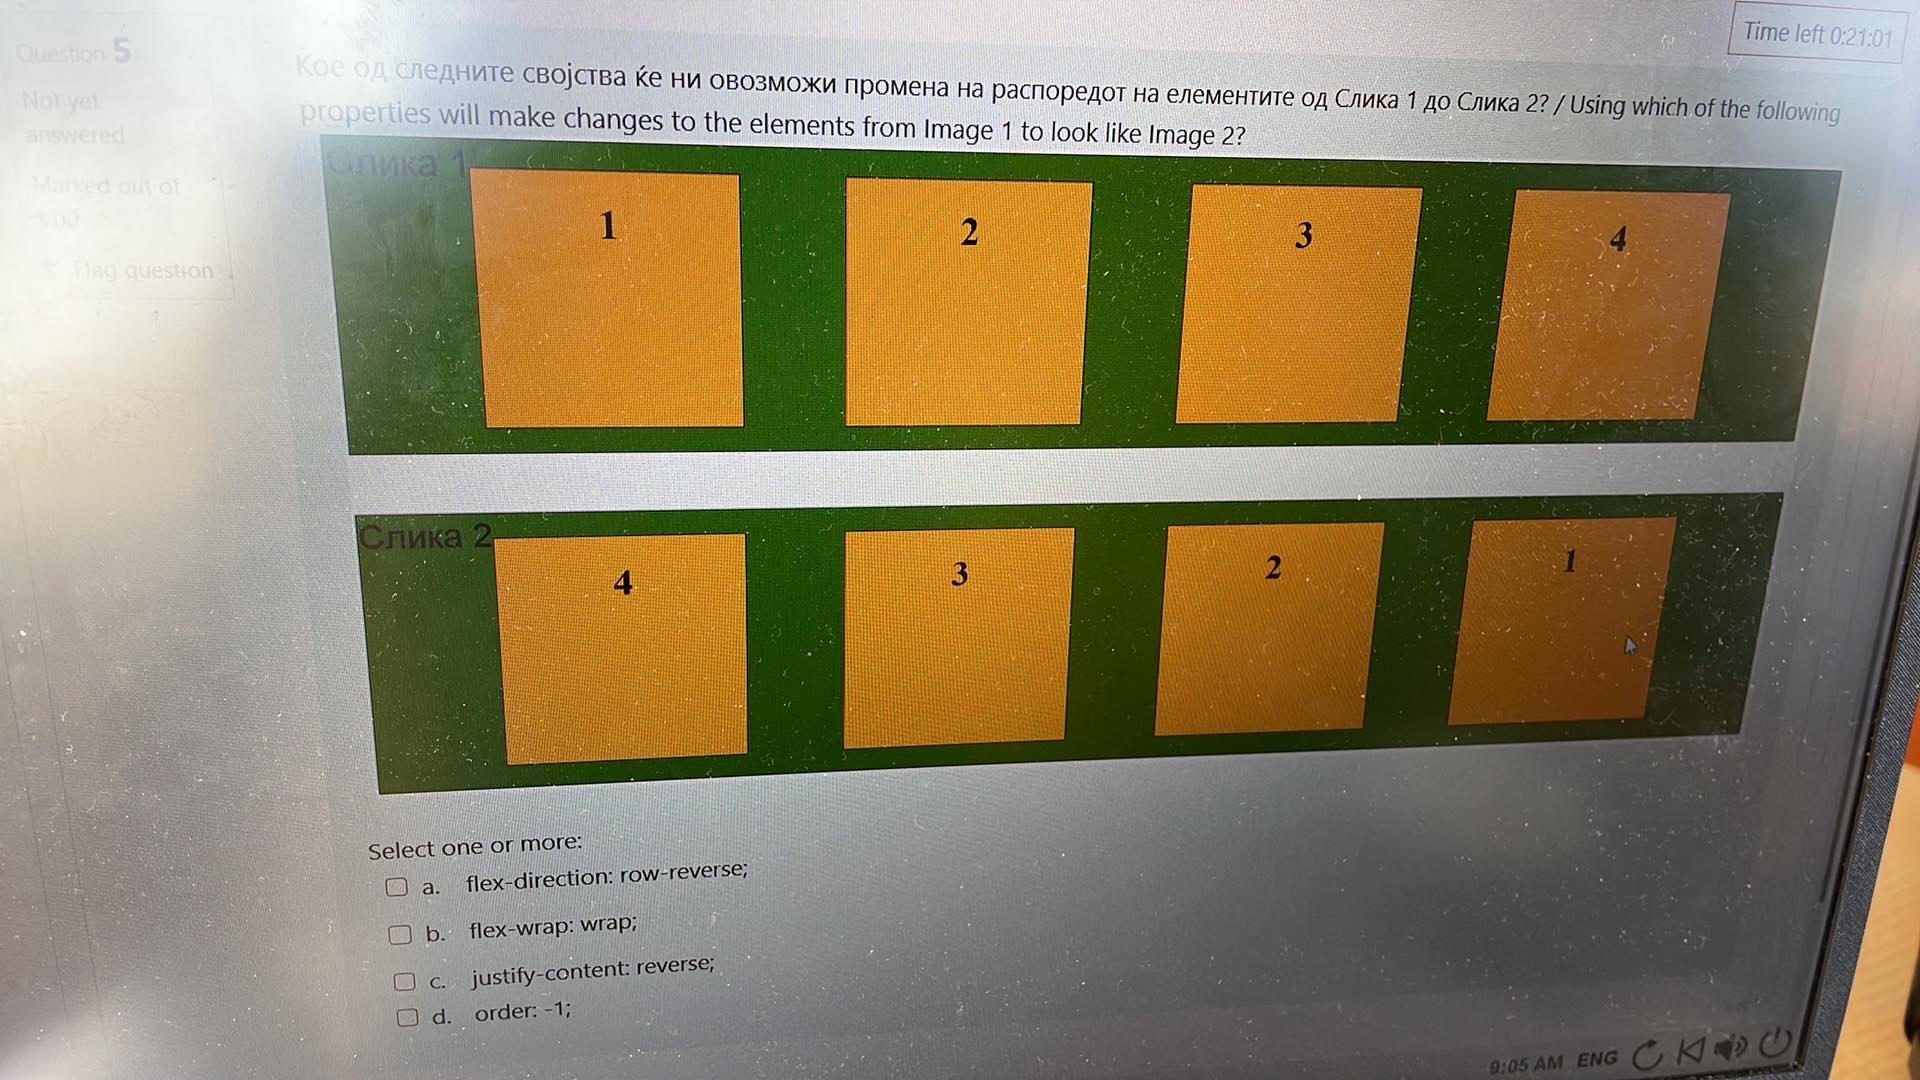 Question 5
Not yet
answered
Marked out of
Flag question
Time left 0:21:01
Кое од следните својства ќе ни овозможи промена на распоредот на елементите од Слика 1 до Слика 2? / Using which of the following
properties will make changes to the elements from Image 1 to look like Image 2?
Слика 1
1 2 3 4
Слика 2
4 3 2 1
Select one or more:
a. flex-direction: row-reverse;
b. flex-wrap: wrap;
c. justify-content: reverse;
d. order: -1;
9:05 AM ENG